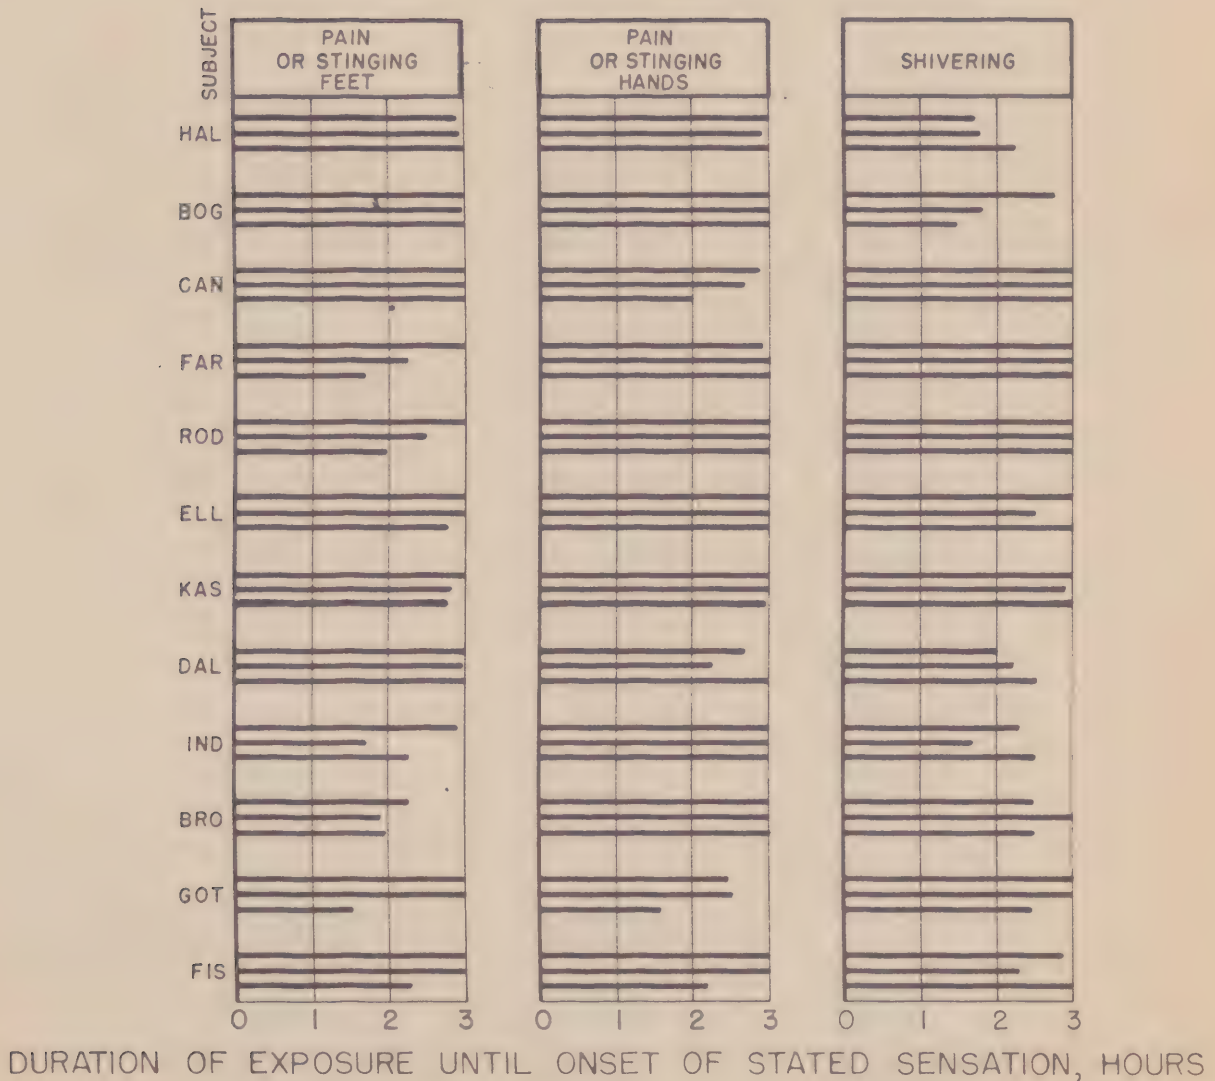 SUBJECT
PAIN
OR STINGING
FEET
PAIN
OR STINGING
HANDS
SHIVERING
HAL
BOG
CAN
FAR
ROD
ELL
KAS
DAL
IND
BRO
GOT
FIS
0 1 2 3 0 1 2 3 0 1 2 3
DURATION OF EXPOSURE UNTIL ONSET OF STATED SENSATION, HOURS